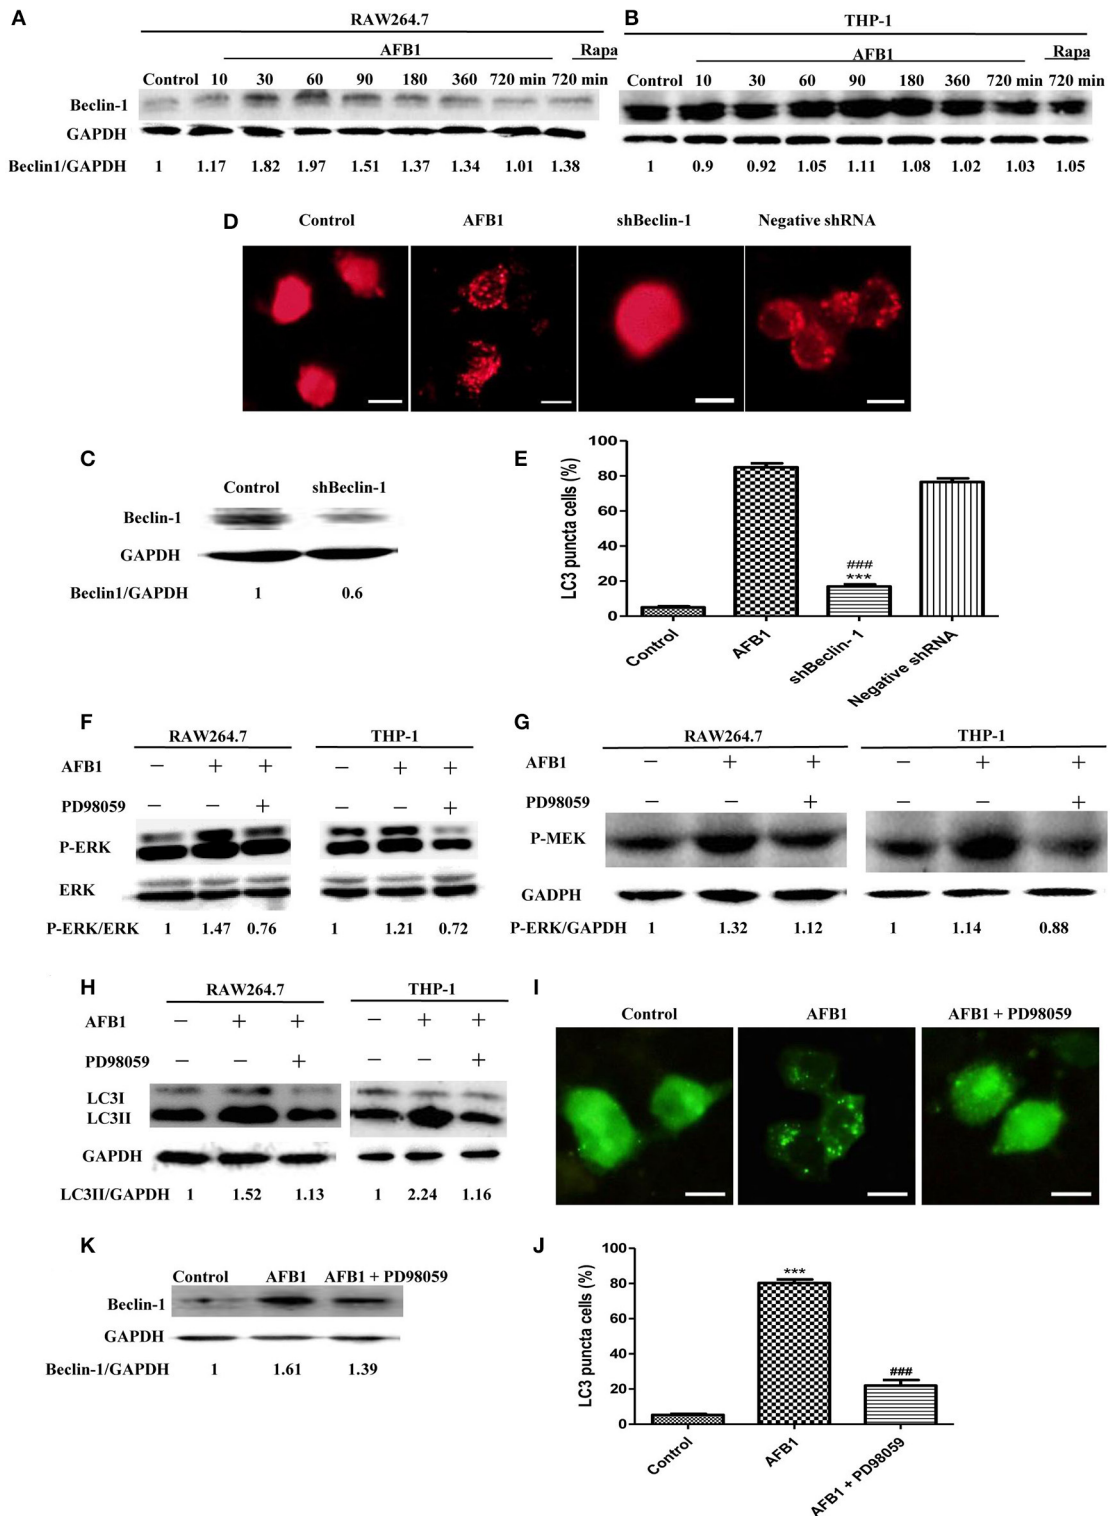 A
RAW264.7
AFB1
Rapa
Control 10 30 60 90 180 360 720 min 720 min
Beclin-1
GAPDH
Beclin1/GAPDH 1 1.17 1.82 1.97 1.51 1.37 1.34 1.01 1.38
B
THP-1
AFB1
Rapa
Control 10 30 60 90 180 360 720 min 720 min
1 0.9 0.92 1.05 1.11 1.08 1.02 1.03 1.05
D
Control AFB1 shBeclin-1 Negative shRNA
C
Control shBeclin-1
Beclin-1
GAPDH
Beclin1/GAPDH 1 0.6
E
LC3 puncta cells (%)
100
80
60
40
20
0
###
***
Control
AFB1
shBeclin- 1
Negative shRNA
F
RAW264.7 THP-1
AFB1 − + + − + +
PD98059 − − + − − +
P-ERK
ERK
P-ERK/ERK 1 1.47 0.76 1 1.21 0.72
G
RAW264.7 THP-1
AFB1 − + + − + +
PD98059 − − + − − +
P-MEK
GADPH
P-ERK/GAPDH 1 1.32 1.12 1 1.14 0.88
H
RAW264.7 THP-1
AFB1 − + + − + +
PD98059 − − + − − +
LC3I
LC3II
GAPDH
LC3II/GAPDH 1 1.52 1.13 1 2.24 1.16
I
Control AFB1 AFB1 + PD98059
K
Control AFB1 AFB1 + PD98059
Beclin-1
GAPDH
Beclin-1/GAPDH 1 1.61 1.39
J
LC3 puncta cells (%)
100
80
60
40
20
0
***
###
Control
AFB1
AFB1 + PD98059